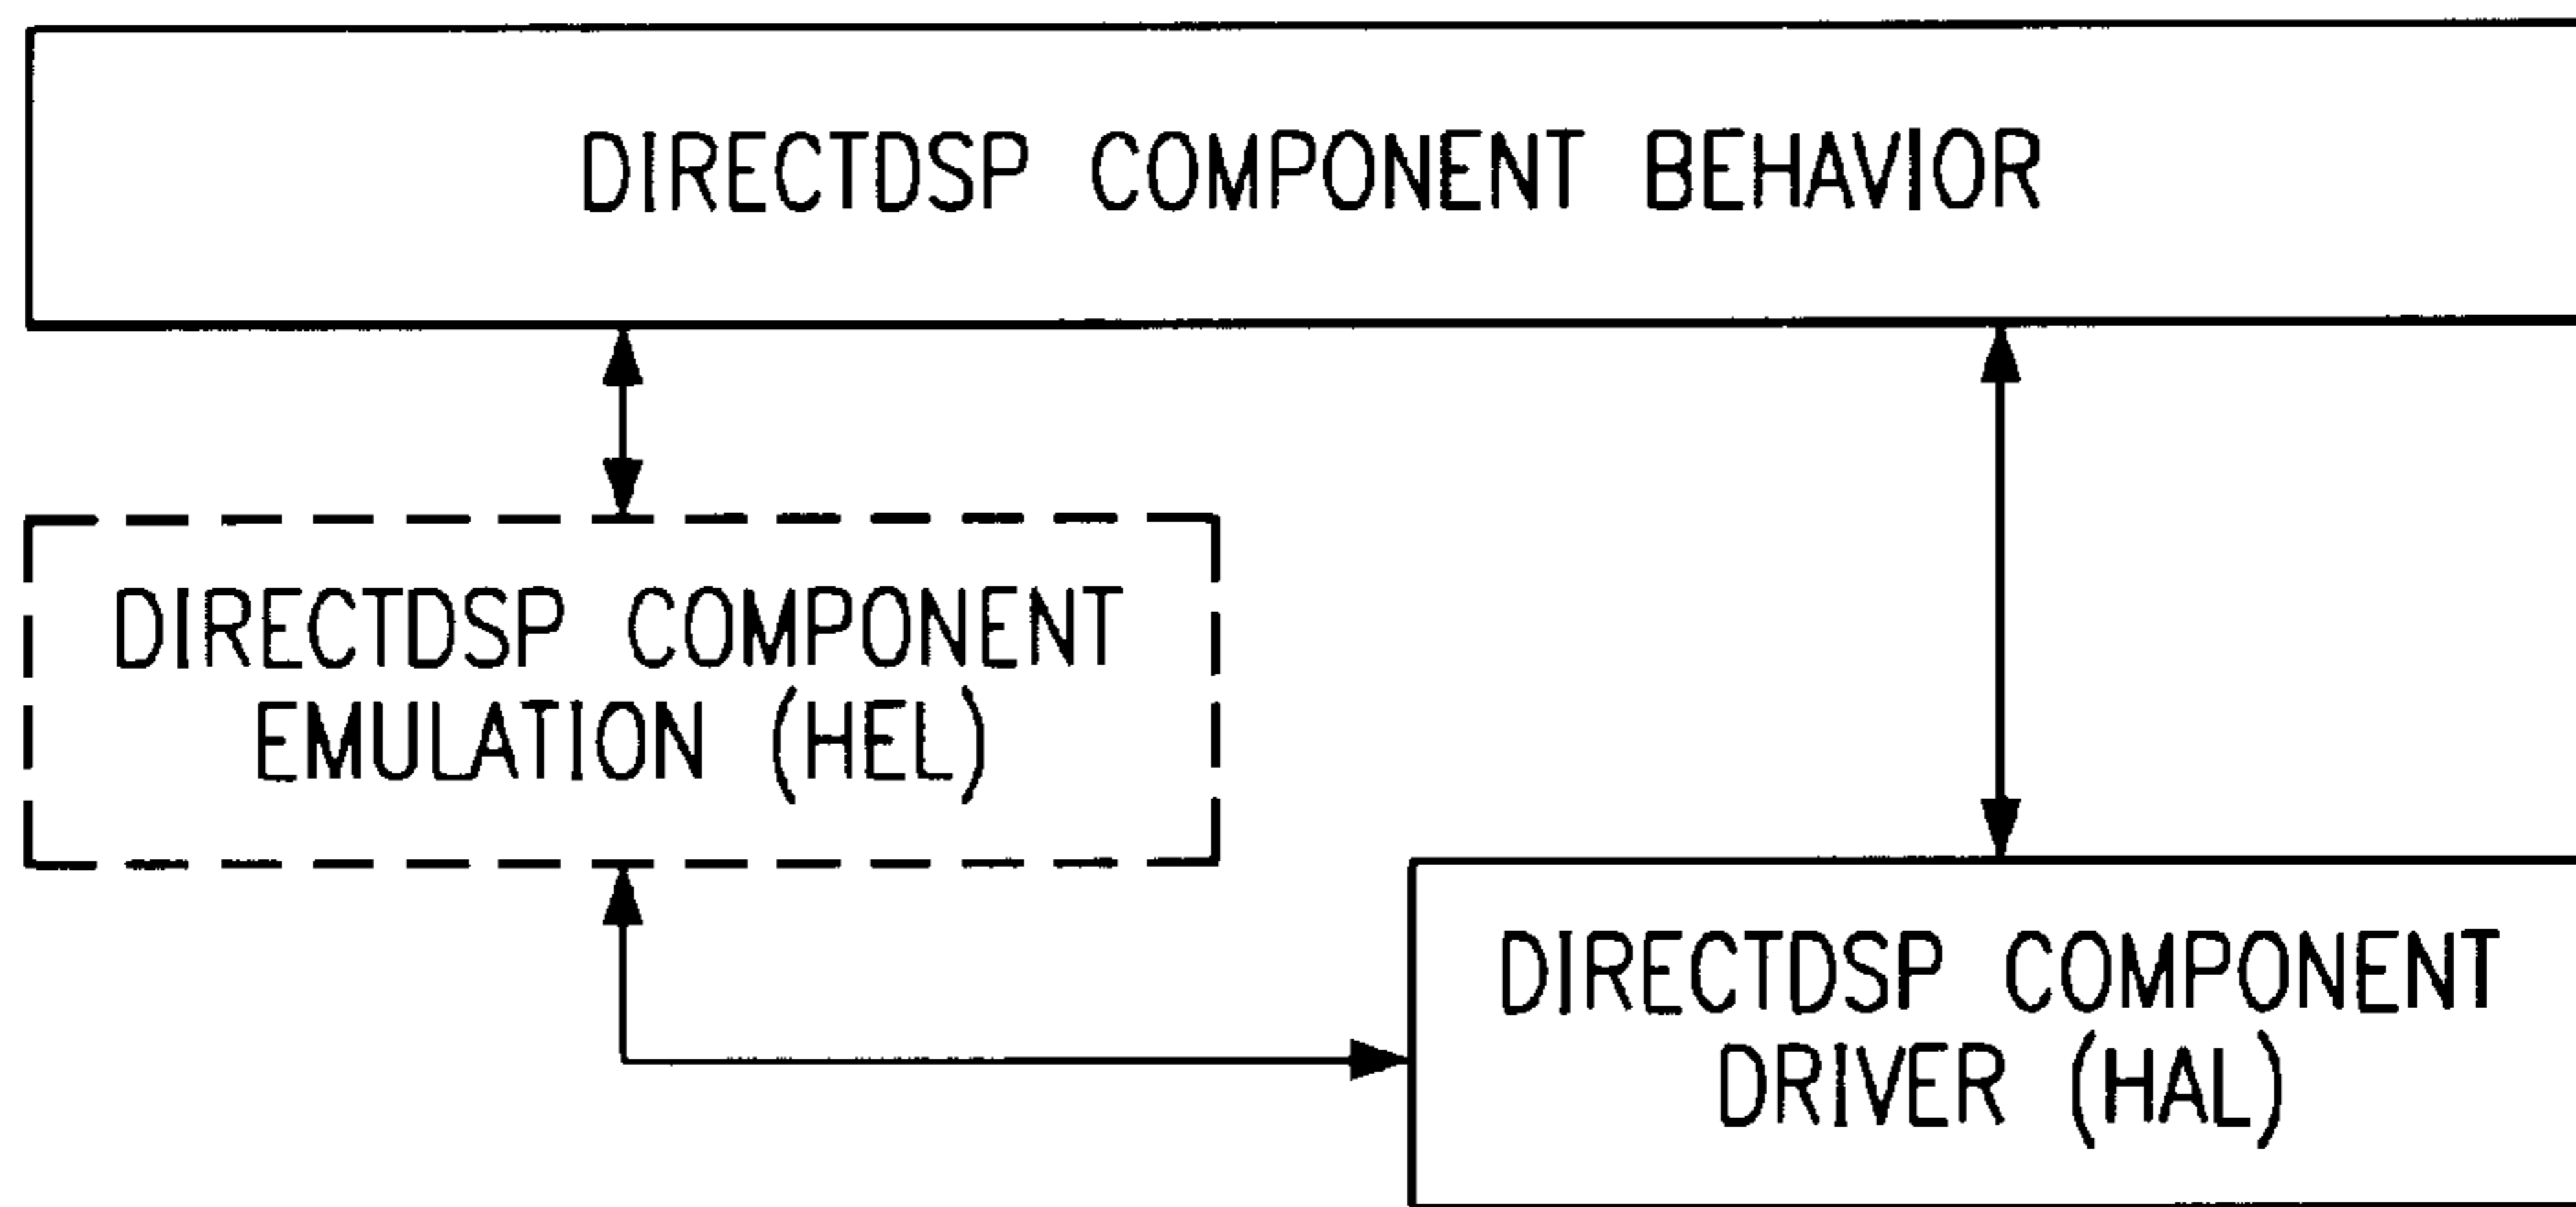 DIRECTDSP COMPONENT BEHAVIOR
DIRECTDSP COMPONENT
EMULATION (HEL)
DIRECTDSP COMPONENT
DRIVER (HAL)